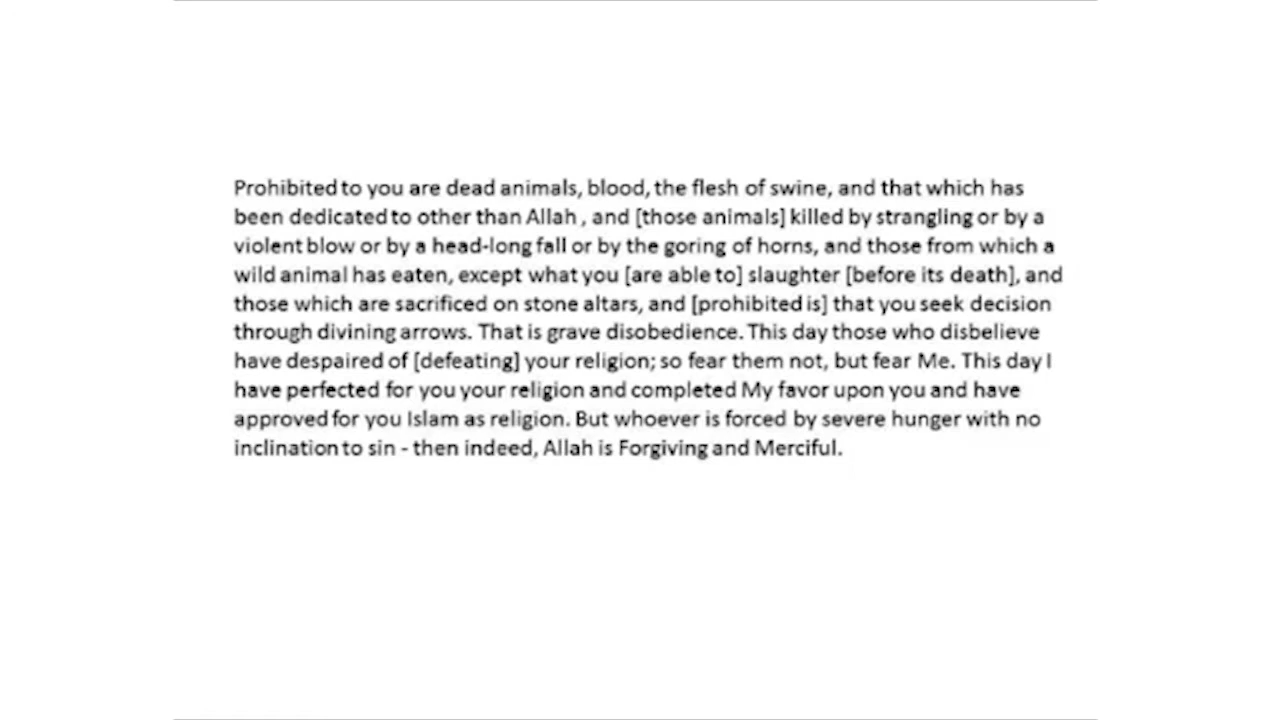 Prohibited to you are dead animals, blood, the flesh of swine, and that which has
been dedicated to other than Allah , and [those animals] killed by strangling or by a
violent blow or by a head-long fall or by the goring of horns, and those from which a
wild animal has eaten, except what you [are able to] slaughter [before its death], and
those which are sacrificed on stone altars, and [prohibited is] that you seek decision
through divining arrows. That is grave disobedience. This day those who disbelieve
have despaired of [defeating] your religion; so fear them not, but fear Me. This day I
have perfected for you your religion and completed My favor upon you and have
approved for you Islam as religion. But whoever is forced by severe hunger with no
inclination to sin - then indeed, Allah is Forgiving and Merciful.